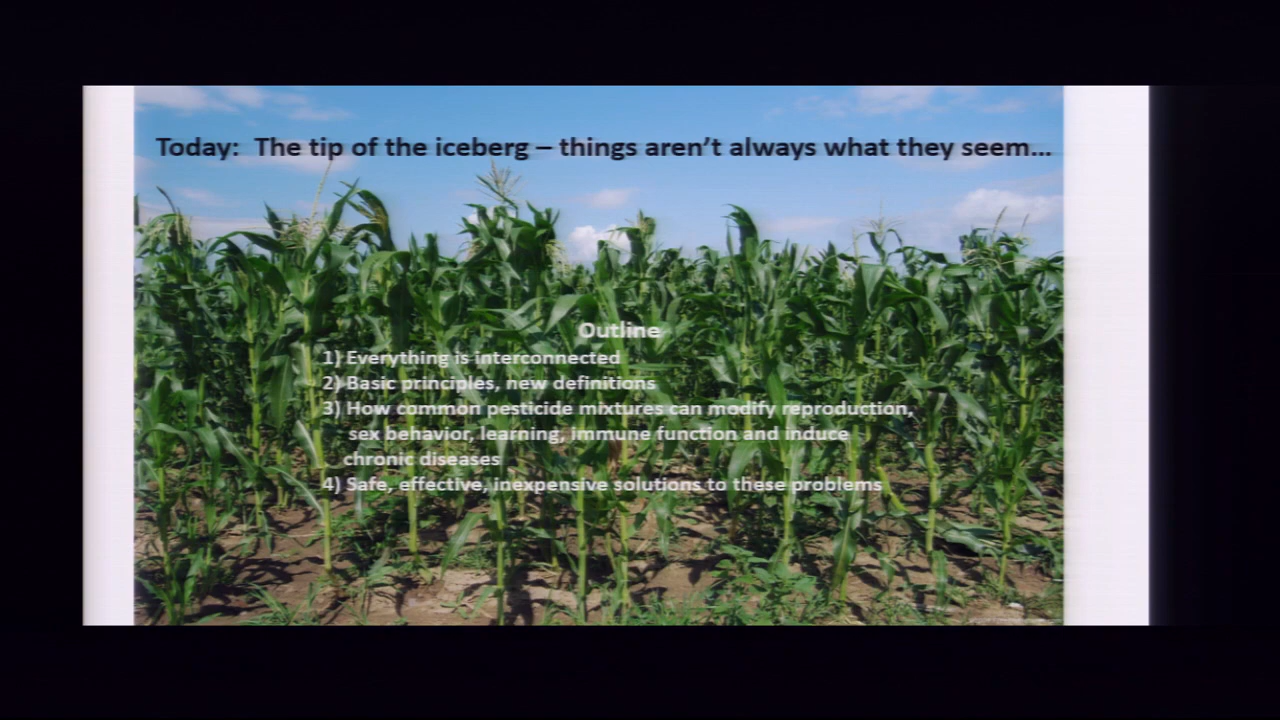 Today:  The tip of the iceberg – things aren’t always what they seem…
Outline
1) Everything is interconnected
2) Basic principles, new definitions
3) How common pesticide mixtures can modify reproduction,
sex behavior, learning, immune function and induce
chronic diseases
4) Safe, effective, inexpensive solutions to these problems